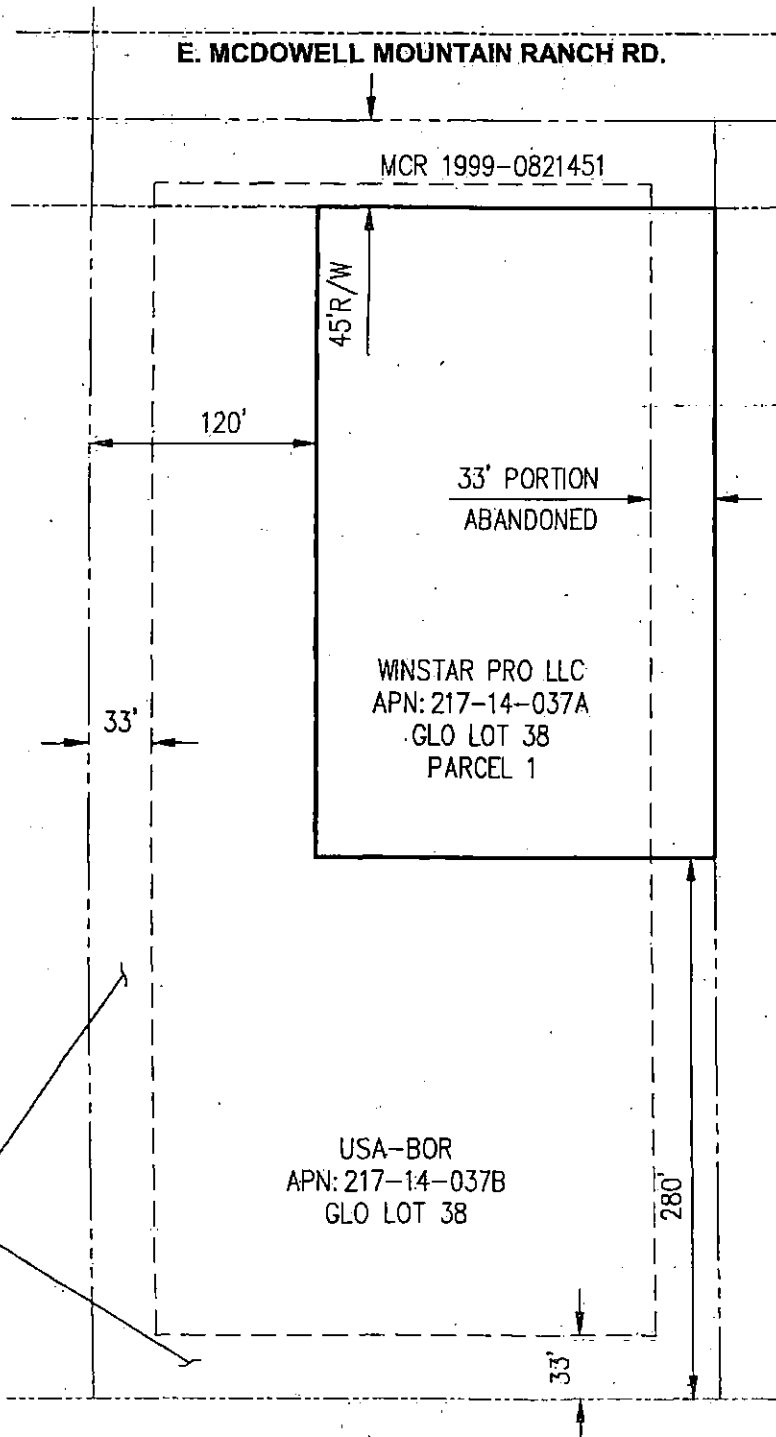 E. MCDOWELL MOUNTAIN RANCH RD.
MCR 1999-0821451
45'R/W
120'
33' PORTION
ABANDONED
WINSTAR PRO LLC
APN: 217-14-037A
GLO LOT 38
PARCEL 1
33'
USA-BOR
APN: 217-14-037B
GLO LOT 38
280'
33'